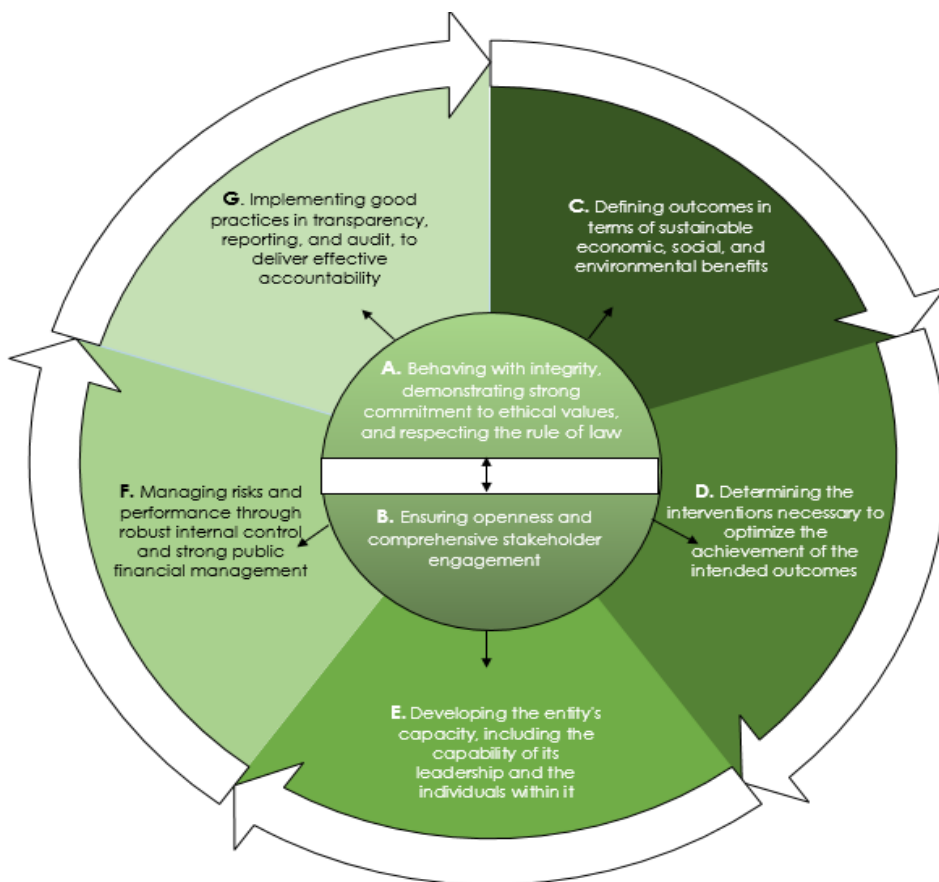 G. Implementing good
practices in transparency,
reporting, and audit, to
deliver effective
accountability
C. Defining outcomes in
terms of sustainable
economic, social, and
environmental benefits
A. Behaving with integrity,
demonstrating strong
commitment to ethical values,
and respecting the rule of law
B. Ensuring openness and
comprehensive stakeholder
engagement
F. Managing risks and
performance through
robust internal control
and strong public
financial management
D. Determining the
interventions necessary to
optimize the
achievement of the
intended outcomes
E. Developing the entity's
capacity, including the
capability of its
leadership and the
individuals within it